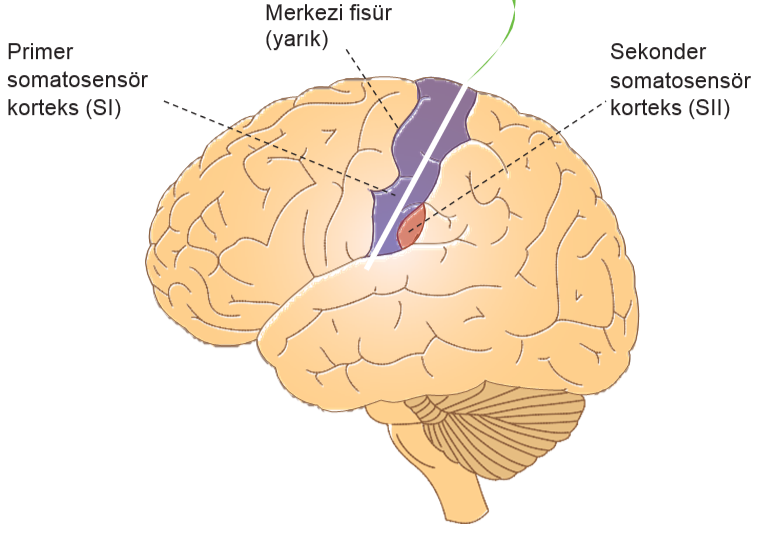 Merkezi fisür
(yarık)
Primer
somatosensör
korteks (SI)
Sekonder
somatosensör
korteks (SII)